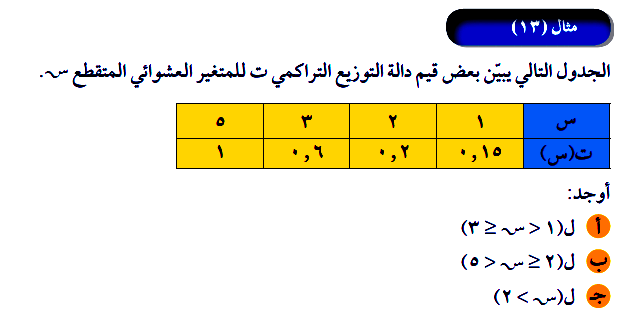 مثال (١٣)
الجدول التالي يبيّن بعض قيم دالة التوزيع التراكمي ت للمتغير العشوائي المتقطع سـ.
س ١ ٢ ٣ ٥
ت(س) ٠,١٥ ٠,٢ ٠,٦ ١
أوجد:
أ ل(١ < سـ ≤ ٣)
ب ل(٢ ≤ سـ < ٥)
جـ ل(سـ > ٢)